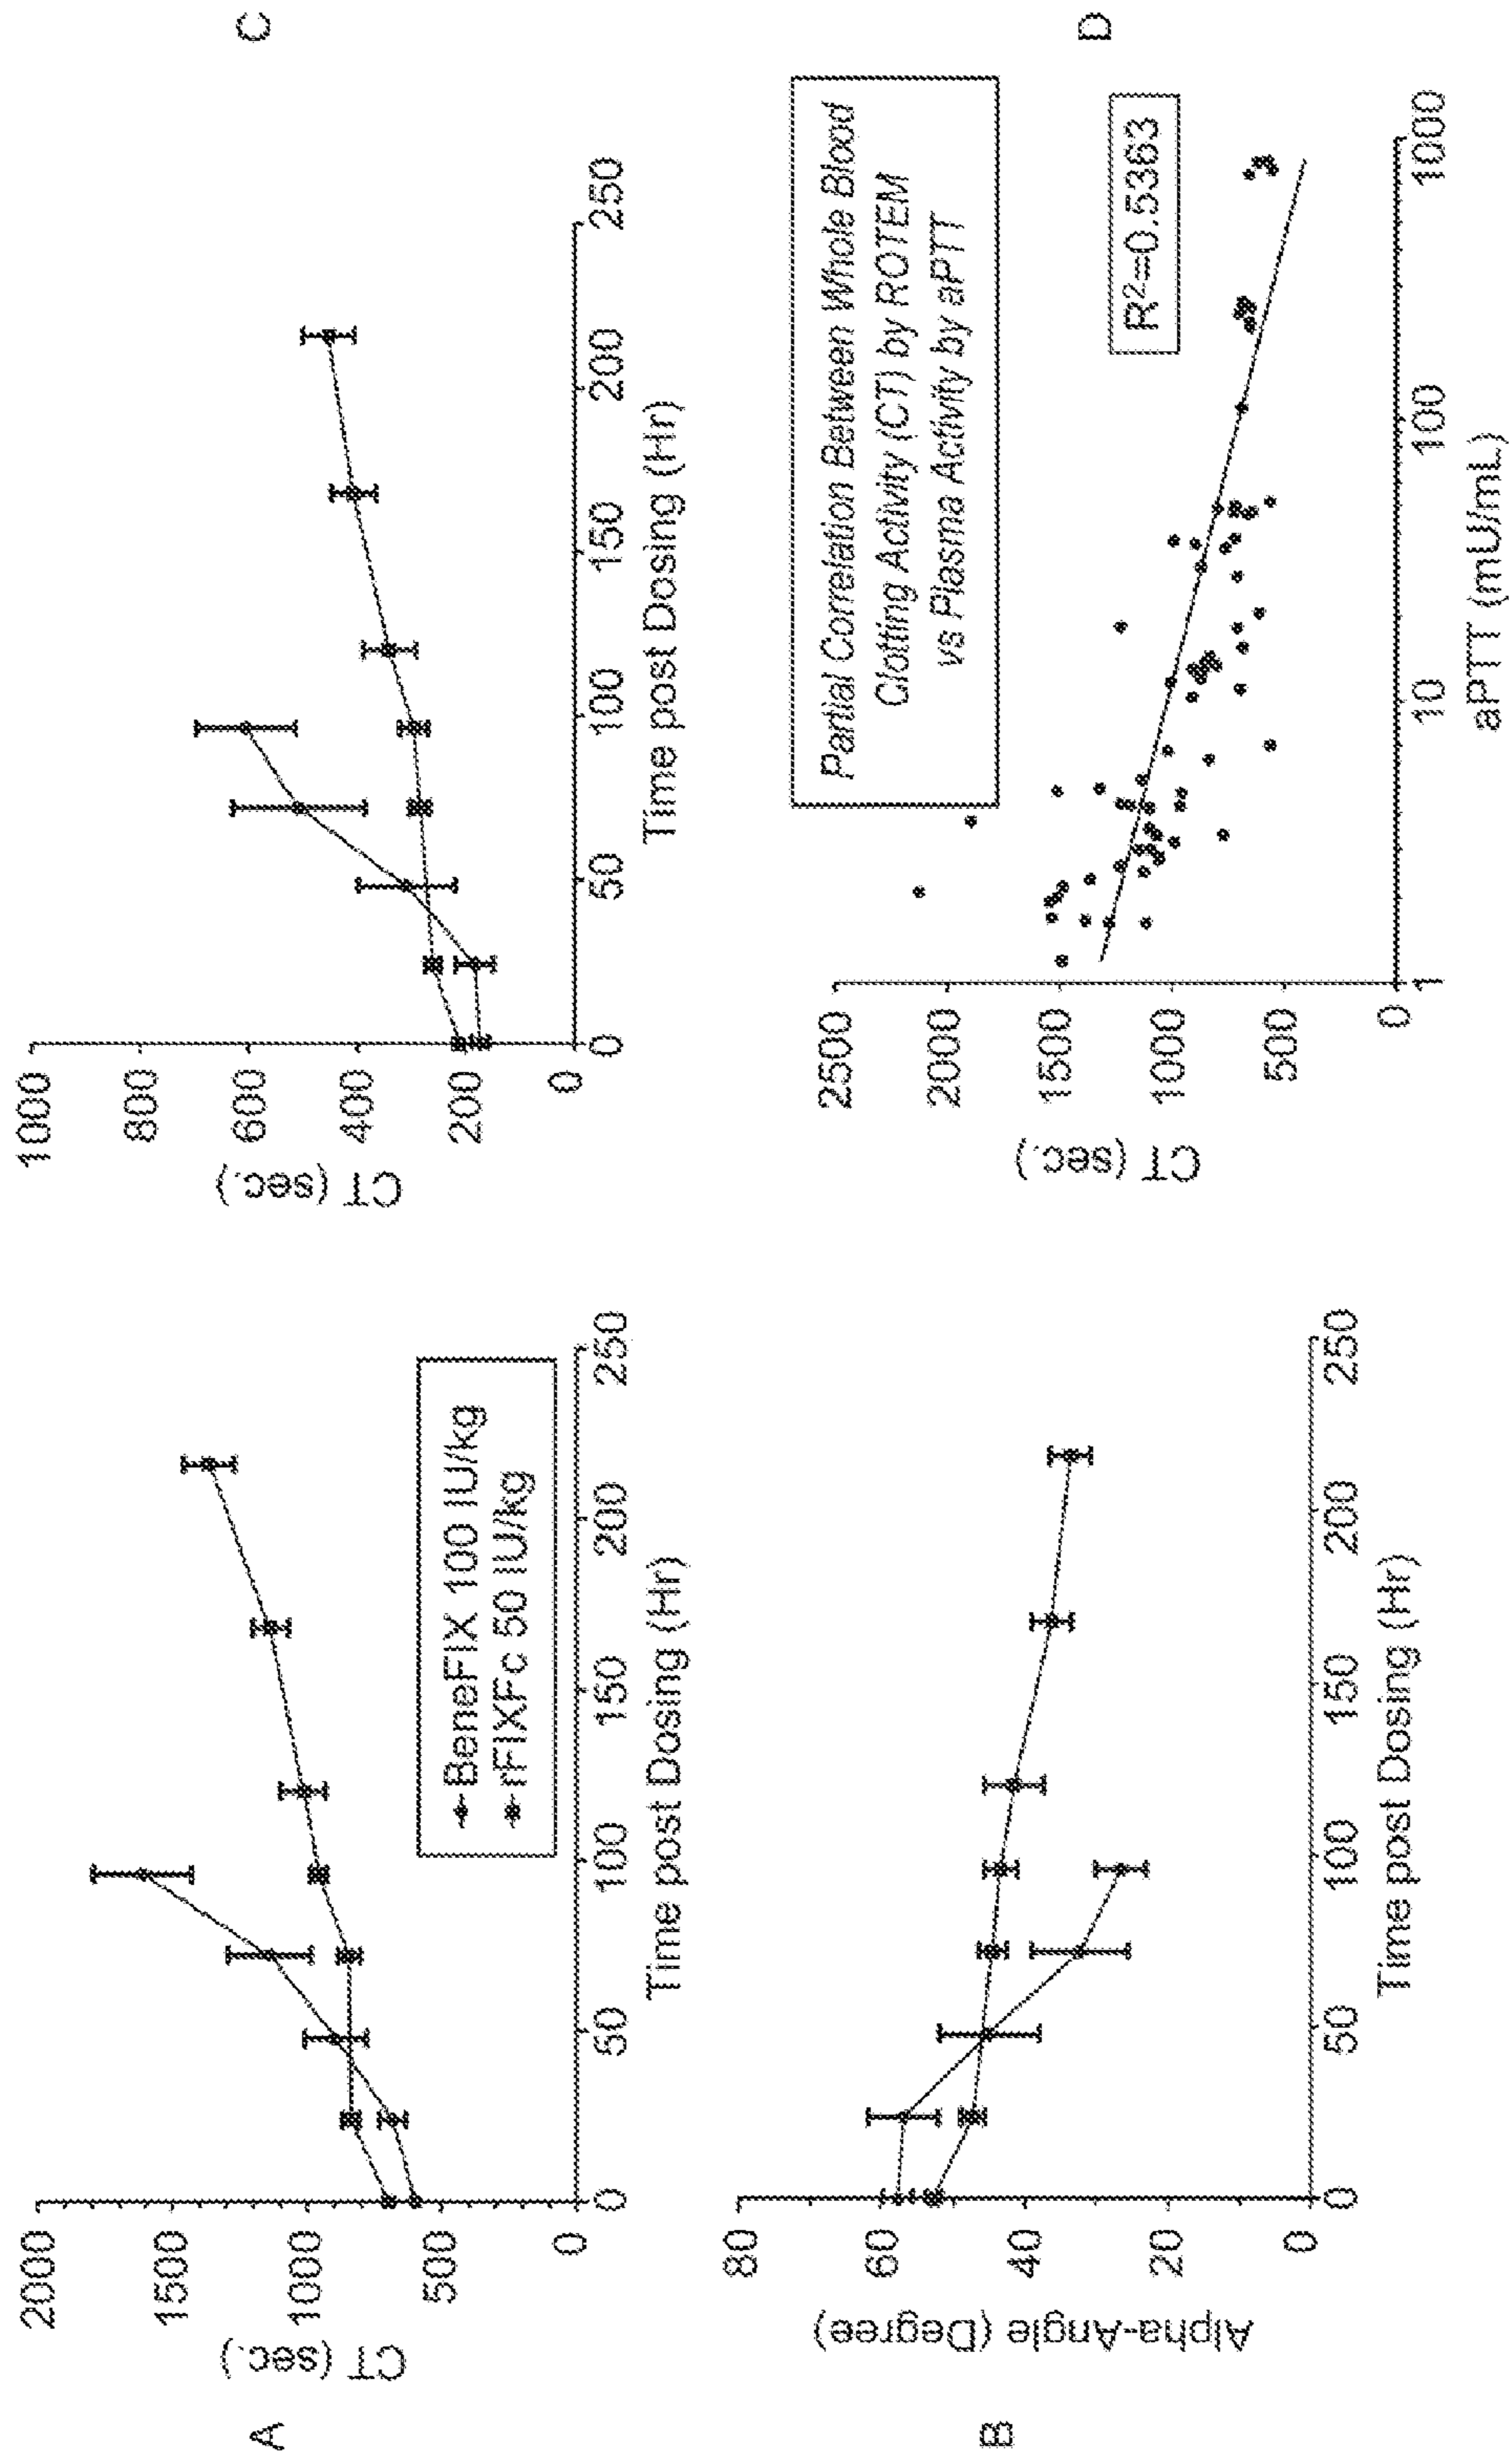 A
2000
1500
1000
500
0
CT (sec.)
0
50
100
150
200
250
Time post Dosing (Hr)
BeneFIX 100 IU/kg
rFIXFc 50 IU/kg
B
80
60
40
20
0
Alpha-Angle (Degree)
0
50
100
150
200
250
Time post Dosing (Hr)
C
1000
800
600
400
200
0
CT (sec.)
0
50
100
150
200
250
Time post Dosing (Hr)
D
Partial Correlation Between Whole Blood
Clotting Activity (CT) by ROTEM
vs Plasma Activity by aPTT
R²=0.5363
2500
2000
1500
1000
500
0
CT (sec.)
1
10
100
1000
aPTT (mU/mL)